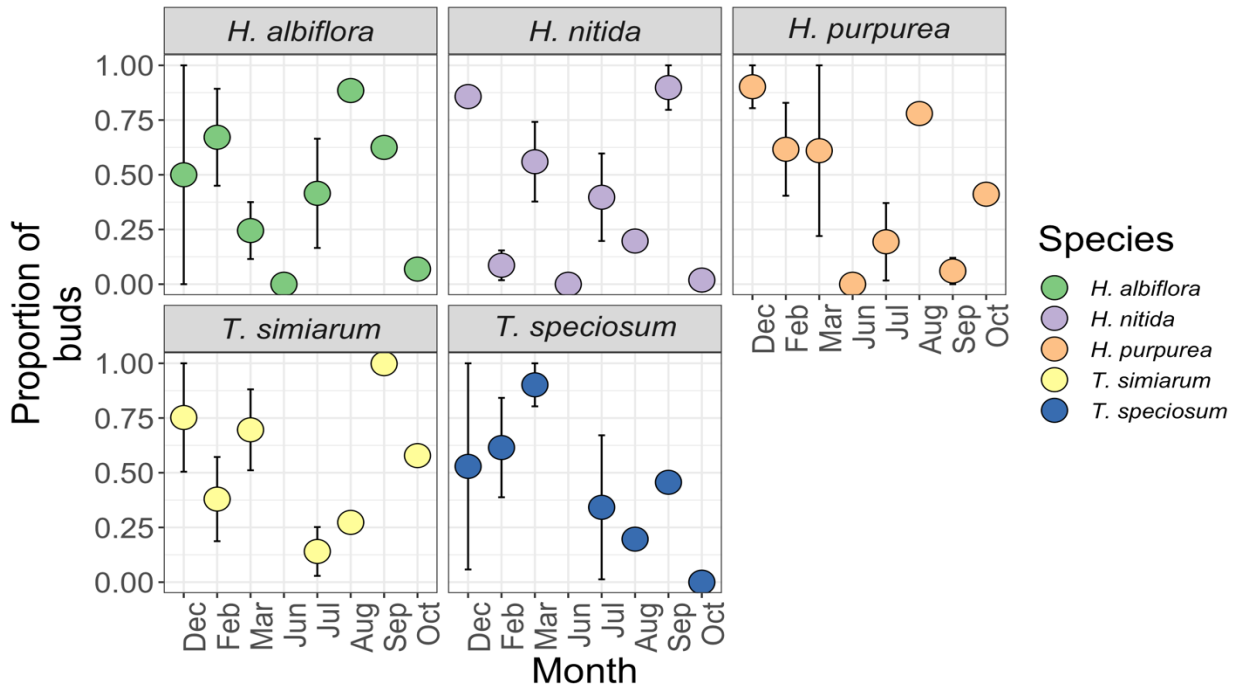 H. albiflora
H. nitida
H. purpurea
1.00
0.75
0.50
0.25
0.00
Dec
Feb
Mar
Jun
Jul
Aug
Sep
Oct
T. simiarum
T. speciosum
1.00
0.75
0.50
0.25
0.00
Dec
Feb
Mar
Jun
Jul
Aug
Sep
Oct
Dec
Feb
Mar
Jun
Jul
Aug
Sep
Oct
Proportion of
buds
Month
Species
H. albiflora
H. nitida
H. purpurea
T. simiarum
T. speciosum